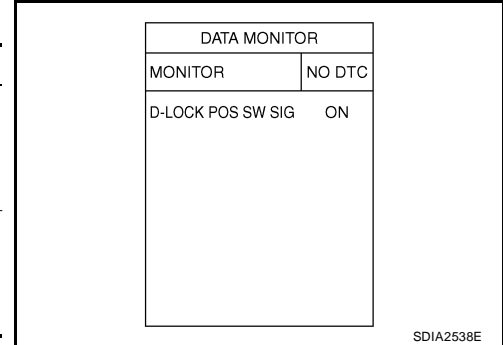 DATA MONITOR
MONITOR NO DTC
D-LOCK POS SW SIG ON
SDIA2538E